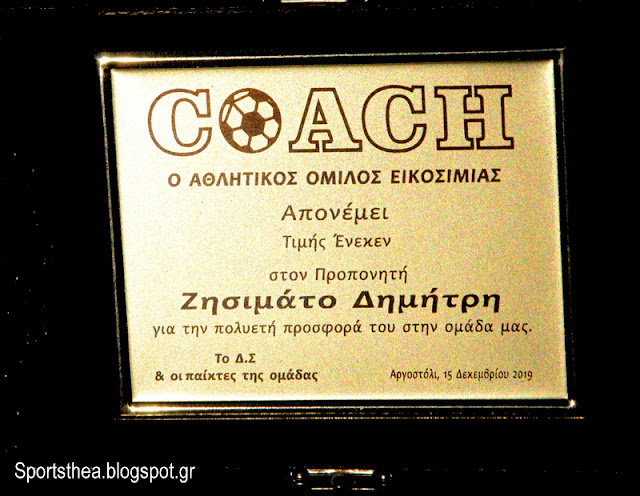 COACH
Ο ΑΘΛΗΤΙΚΟΣ ΟΜΙΛΟΣ ΕΙΚΟΣΙΜΙΑΣ
Απονέμει
Τιμής Ένεκεν
στον Προπονητή
Ζησιμάτο Δημήτρη
για την πολυετή προσφορά του στην ομάδα μας.
Το Δ.Σ
& οι παίκτες της ομάδας
Αργοστόλι, 15 Δεκεμβρίου 2019
Sportsthea.blogspot.gr